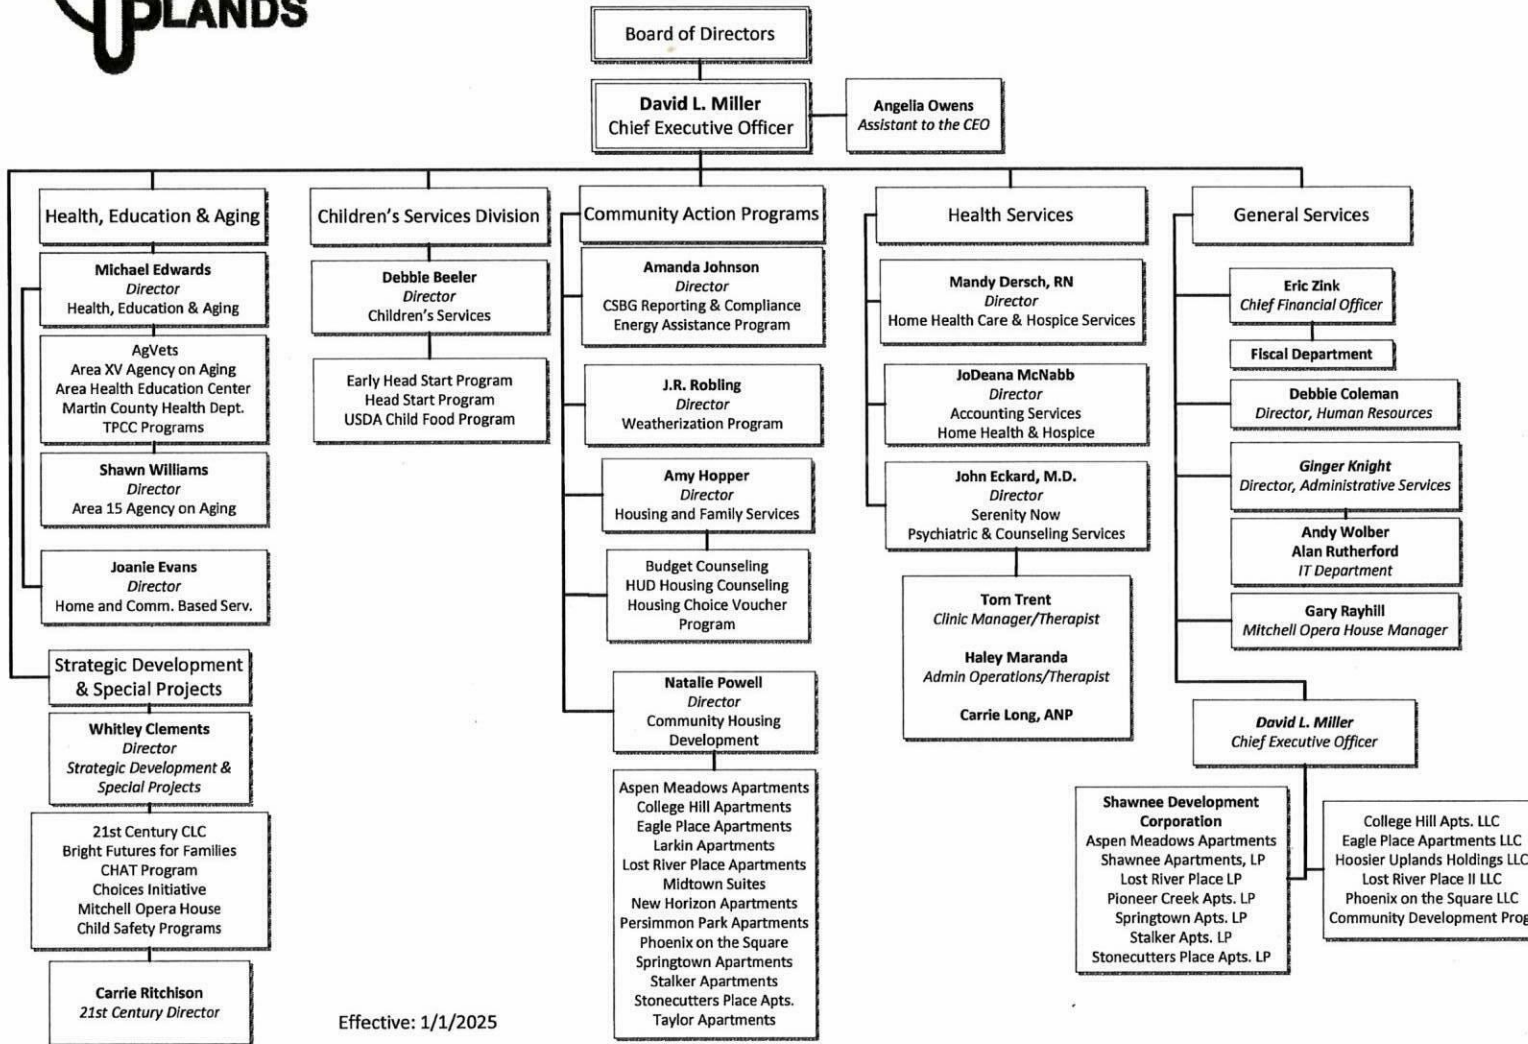 PLANDS
Board of Directors
David L. Miller
Chief Executive Officer
Angelia Owens
Assistant to the CEO
Health, Education & Aging
Michael Edwards
Director
Health, Education & Aging
AgVets
Area XV Agency on Aging
Area Health Education Center
Martin County Health Dept.
TPCC Programs
Shawn Williams
Director
Area 15 Agency on Aging
Joanie Evans
Director
Home and Comm. Based Serv.
Strategic Development
& Special Projects
Whitley Clements
Director
Strategic Development &
Special Projects
21st Century CLC
Bright Futures for Families
CHAT Program
Choices Initiative
Mitchell Opera House
Child Safety Programs
Carrie Ritchison
21st Century Director
Children's Services Division
Debbie Beeler
Director
Children's Services
Early Head Start Program
Head Start Program
USDA Child Food Program
Community Action Programs
Amanda Johnson
Director
CSBG Reporting & Compliance
Energy Assistance Program
J.R. Robling
Director
Weatherization Program
Amy Hopper
Director
Housing and Family Services
Budget Counseling
HUD Housing Counseling
Housing Choice Voucher
Program
Natalie Powell
Director
Community Housing
Development
Aspen Meadows Apartments
College Hill Apartments
Eagle Place Apartments
Larkin Apartments
Lost River Place Apartments
Midtown Suites
New Horizon Apartments
Persimmon Park Apartments
Phoenix on the Square
Springtown Apartments
Stalker Apartments
Stonecutters Place Apts.
Taylor Apartments
Health Services
Mandy Dersch, RN
Director
Home Health Care & Hospice Services
JoDeana McNabb
Director
Accounting Services
Home Health & Hospice
John Eckard, M.D.
Director
Serenity Now
Psychiatric & Counseling Services
Tom Trent
Clinic Manager/Therapist
Haley Maranda
Admin Operations/Therapist
Carrie Long, ANP
General Services
Eric Zink
Chief Financial Officer
Fiscal Department
Debbie Coleman
Director, Human Resources
Ginger Knight
Director, Administrative Services
Andy Wolber
Alan Rutherford
IT Department
Gary Rayhill
Mitchell Opera House Manager
David L. Miller
Chief Executive Officer
Shawnee Development
Corporation
Aspen Meadows Apartments
Shawnee Apartments, LP
Lost River Place LP
Pioneer Creek Apts. LP
Springtown Apts. LP
Stalker Apts. LP
Stonecutters Place Apts. LP
College Hill Apts. LLC
Eagle Place Apartments LLC
Hoosier Uplands Holdings LLC
Lost River Place II LLC
Phoenix on the Square LLC
Community Development Prog
Effective: 1/1/2025